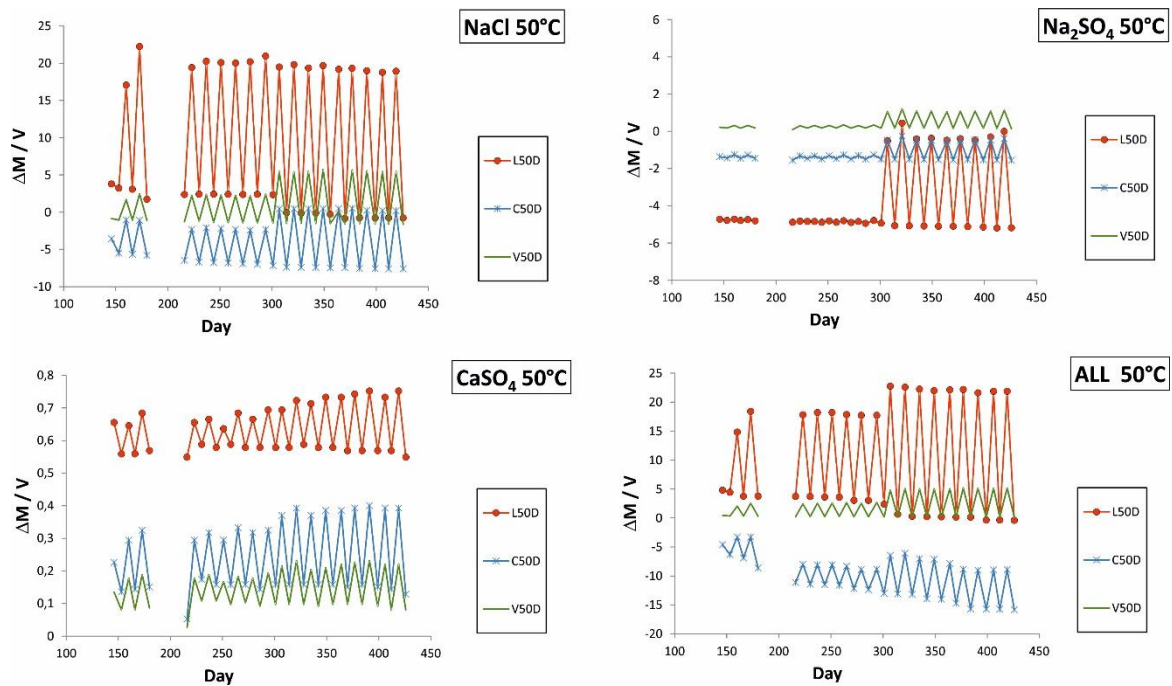 NaCl 50°C
25
20
15
10
5
0
-5
-10
ΔM / V
100 150 200 250 300 350 400 450
Day
L50D
C50D
V50D
Na₂SO₄ 50°C
6
4
2
0
-2
-4
-6
-8
ΔM / V
100 150 200 250 300 350 400 450
Day
L50D
C50D
V50D
CaSO₄ 50°C
0,8
0,7
0,6
0,5
0,4
0,3
0,2
0,1
0
ΔM / V
100 150 200 250 300 350 400 450
Day
L50D
C50D
V50D
ALL 50°C
25
20
15
10
5
0
-5
-10
-15
-20
ΔM / V
100 150 200 250 300 350 400 450
Day
L50D
C50D
V50D